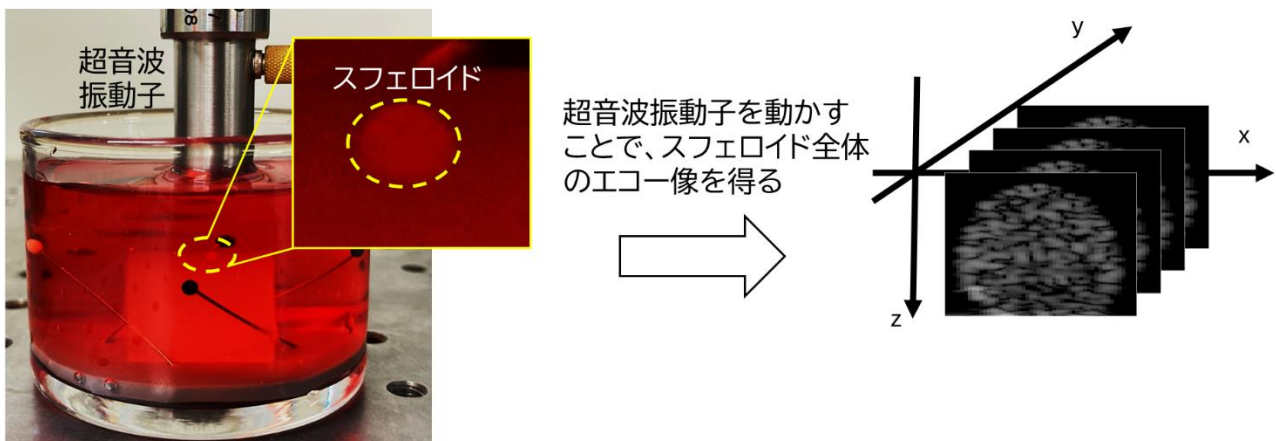 超音波
振動子
スフェロイド
超音波振動子を動かす
ことで、スフェロイド全体
のエコー像を得る
y
x
z